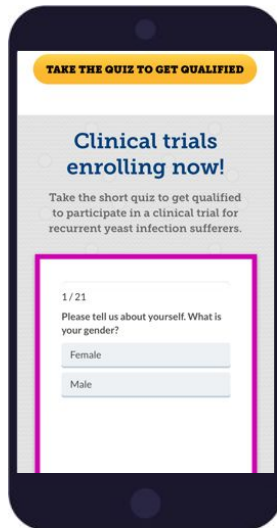 TAKE THE QUIZ TO GET QUALIFIED
Clinical trials
enrolling now!
Take the short quiz to get qualified
to participate in a clinical trial for
recurrent yeast infection sufferers.
1 / 21
Please tell us about yourself. What is
your gender?
Female
Male